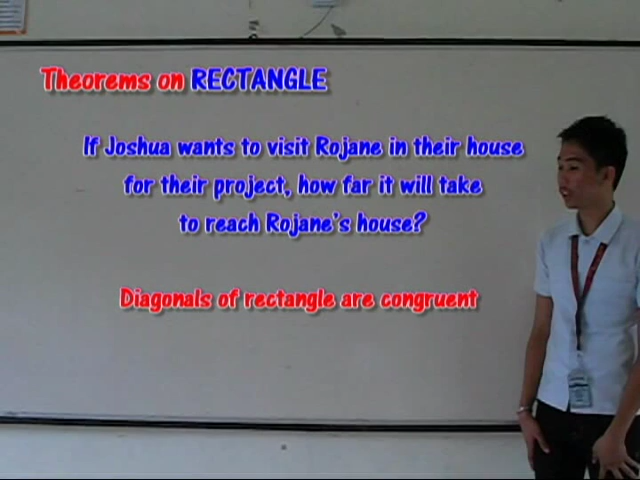 Theorems on RECTANGLE
If Joshua wants to visit Rojane in their house
for their project, how far it will take
to reach Rojane's house?
Diagonals of rectangle are congruent